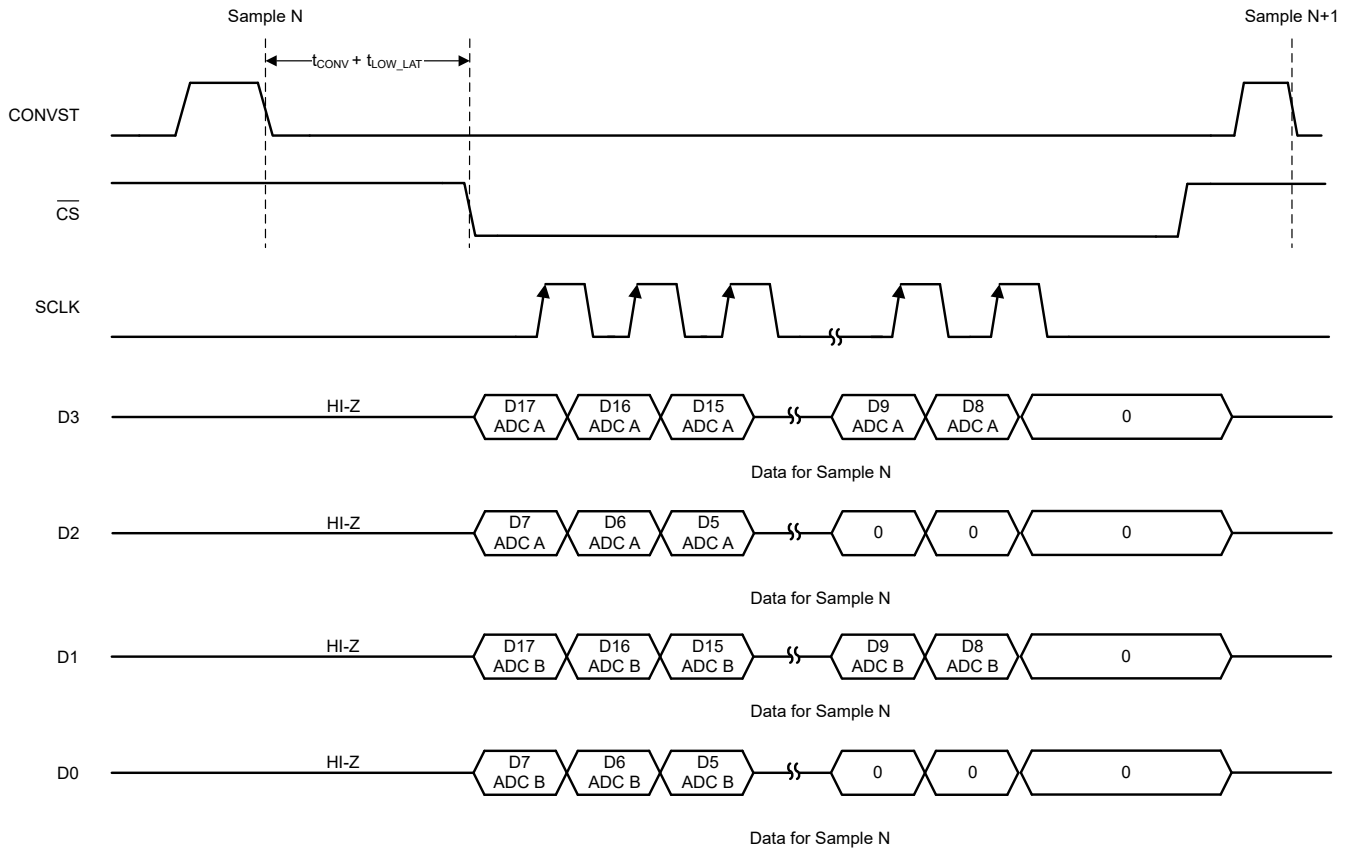 Sample N
Sample N+1
tCONV + tLOW_LAT
CONVST
CS
SCLK
D3
HI-Z
D17 ADC A
D16 ADC A
D15 ADC A
D9 ADC A
D8 ADC A
0
Data for Sample N
D2
HI-Z
D7 ADC A
D6 ADC A
D5 ADC A
0
0
0
Data for Sample N
D1
HI-Z
D17 ADC B
D16 ADC B
D15 ADC B
D9 ADC B
D8 ADC B
0
Data for Sample N
D0
HI-Z
D7 ADC B
D6 ADC B
D5 ADC B
0
0
0
Data for Sample N